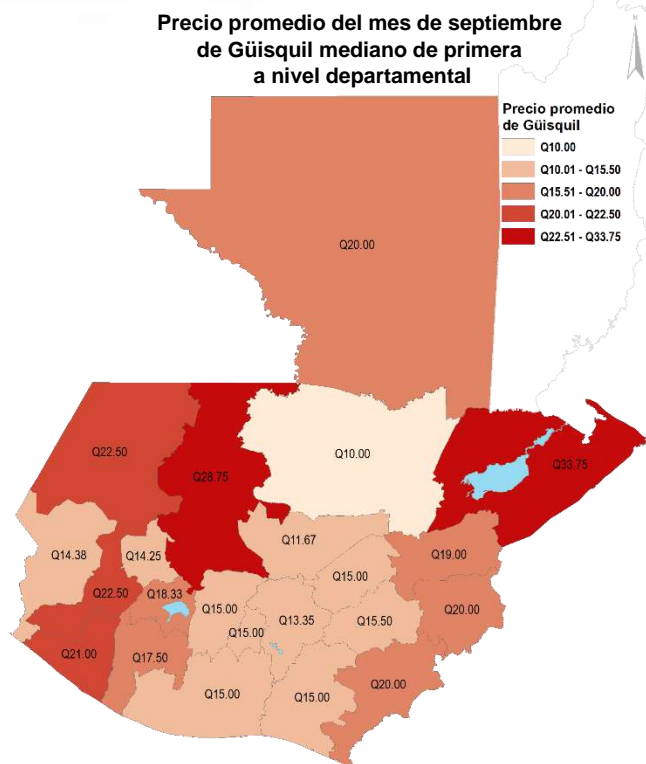 Precio promedio del mes de septiembre
de Güisquil mediano de primera
a nivel departamental
N
Precio promedio
de Güisquil
Q10.00
Q10.01 - Q15.50
Q15.51 - Q20.00
Q20.01 - Q22.50
Q22.51 - Q33.75
Q20.00
Q22.50
Q28.75
Q10.00
Q33.75
Q14.38
Q14.25
Q11.67
Q19.00
Q22.50
Q18.33
Q15.00
Q15.00
Q13.35
Q15.00
Q15.50
Q20.00
Q21.00
Q17.50
Q15.00
Q15.00
Q20.00